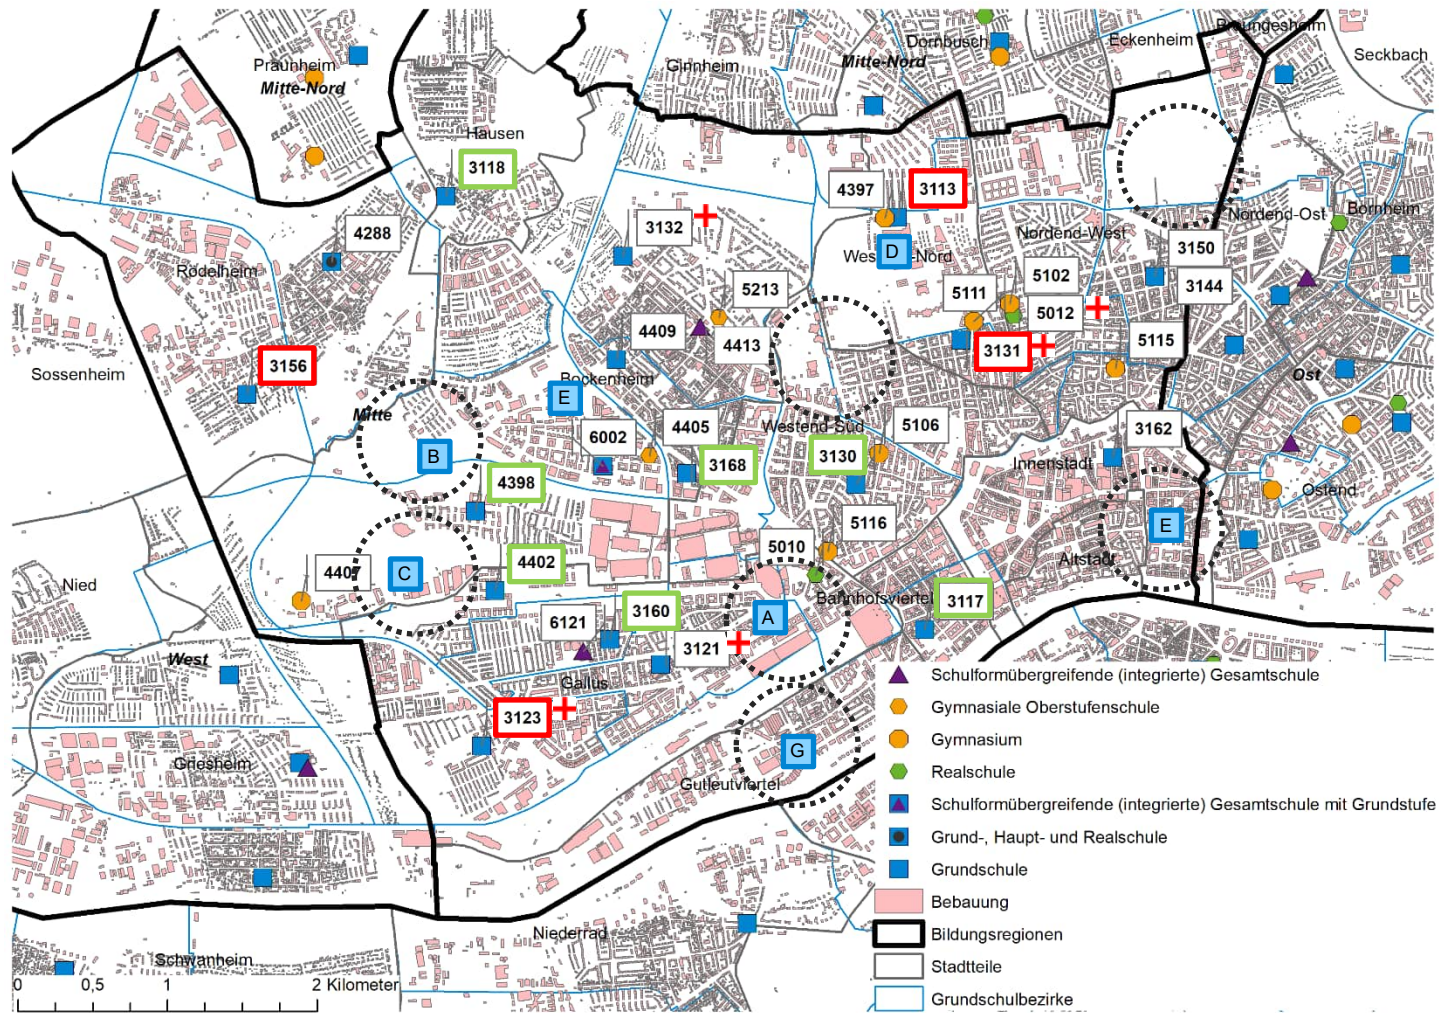 Praunheim
Mitte-Nord
Hausen
Ginnheim
Dornbusch
Mitte-Nord
Eckenheim
Seckbach
3118
4288
Rödelheim
3132
4397
3113
Nordend-West
Nordend-Ost
Bornheim
D
3150
3144
5213
5111
5102
5012
4409
4413
3131
5115
3156
Sossenheim
Bockenheim
Ost
E
Mitte
6002
4405
Westend-Süd
5106
3162
B
3168
3130
Innenstadt
4398
Ostend
5116
E
5010
4402
Altstadt
Nied
4407
C
3160
A
Bahnhofsviertel
3117
6121
3121
West
Gallus
3123
G
Griesheim
Gutleutviertel
Niederrad
Schwanheim
0 0,5 1 2 Kilometer
Schulformübergreifende (integrierte) Gesamtschule
Gymnasiale Oberstufenschule
Gymnasium
Realschule
Schulformübergreifende (integrierte) Gesamtschule mit Grundstufe
Grund-, Haupt- und Realschule
Grundschule
Bebauung
Bildungsregionen
Stadtteile
Grundschulbezirke